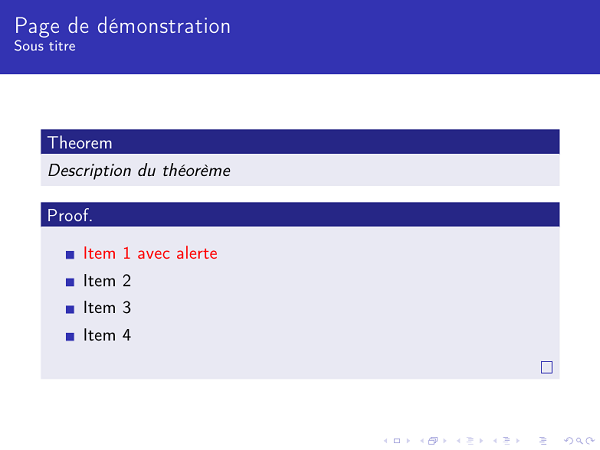 Page de démonstration
Sous titre
Theorem
Description du théorème
Proof.
Item 1 avec alerte
Item 2
Item 3
Item 4